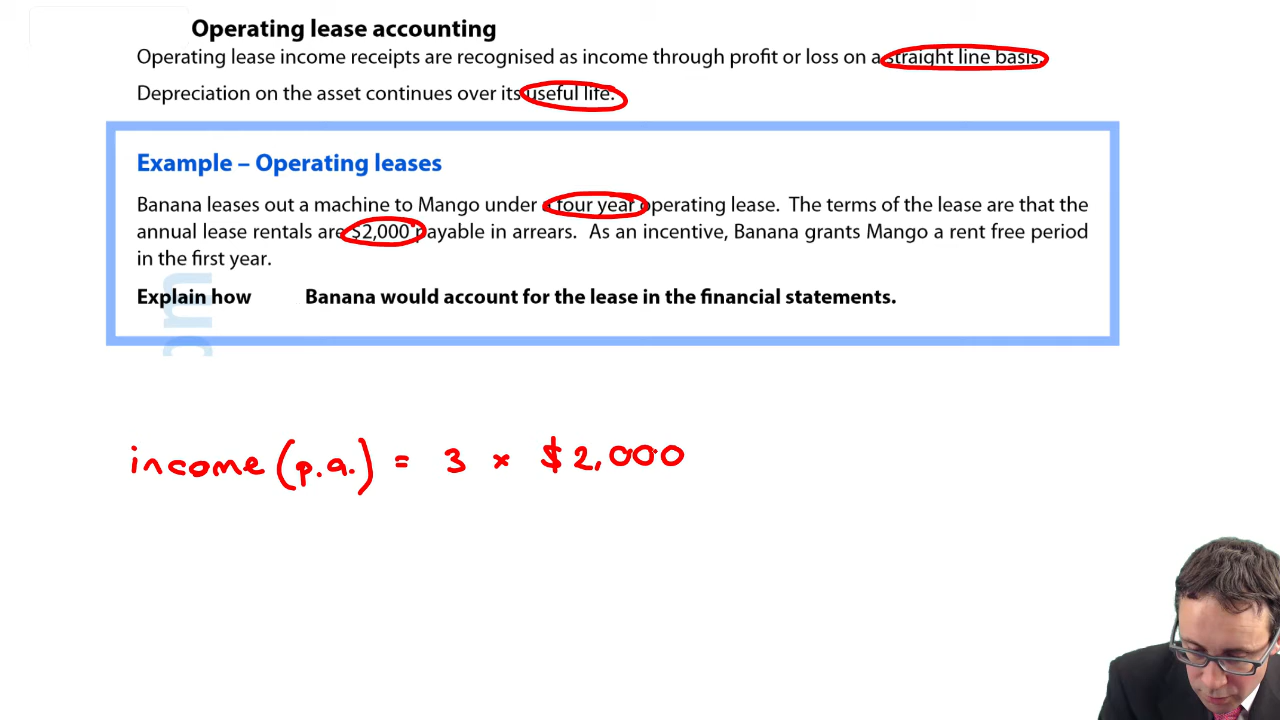 Operating lease accounting
Operating lease income receipts are recognised as income through profit or loss on a straight line basis.
Depreciation on the asset continues over its useful life.
Example – Operating leases
Banana leases out a machine to Mango under a four year operating lease. The terms of the lease are that the
annual lease rentals are $2,000 payable in arrears. As an incentive, Banana grants Mango a rent free period
in the first year.
Explain how Banana would account for the lease in the financial statements.
income (p.a.) = 3 × $2,000